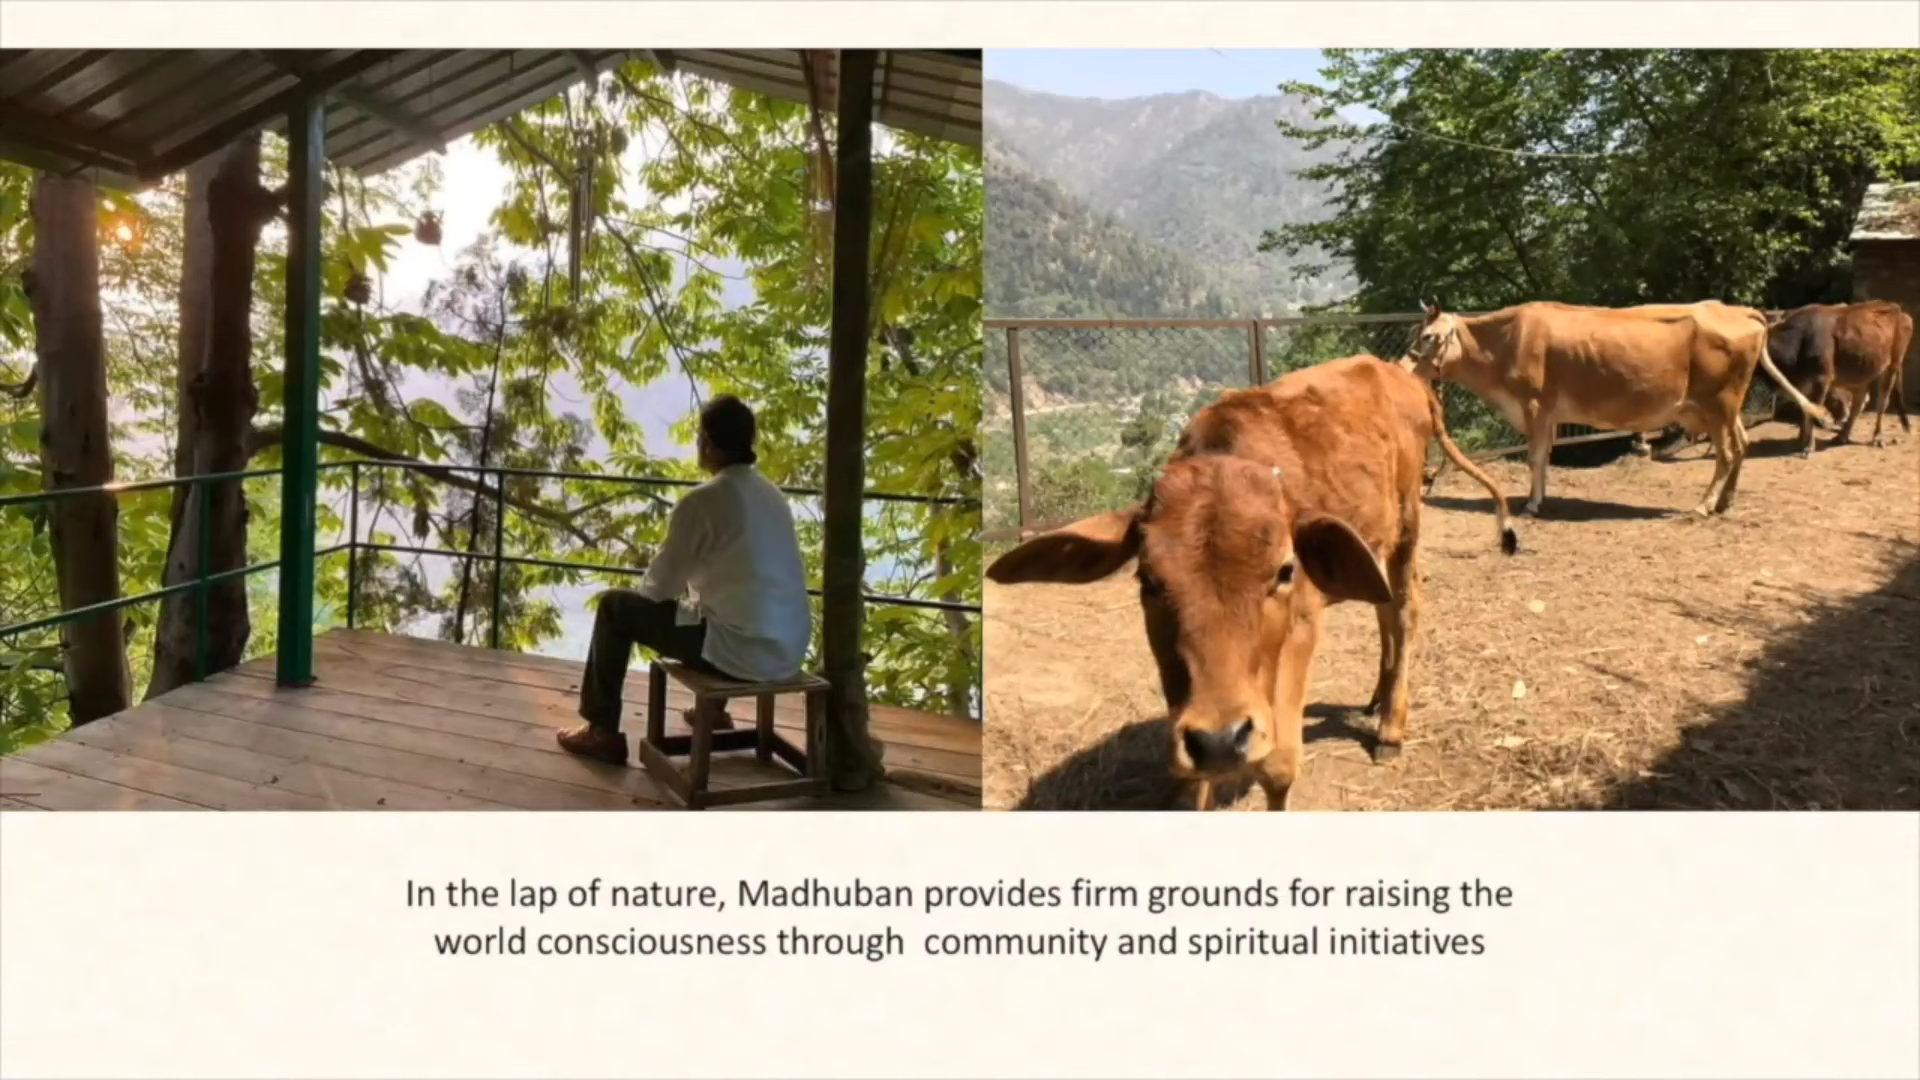 In the lap of nature, Madhuban provides firm grounds for raising the
world consciousness through  community and spiritual initiatives